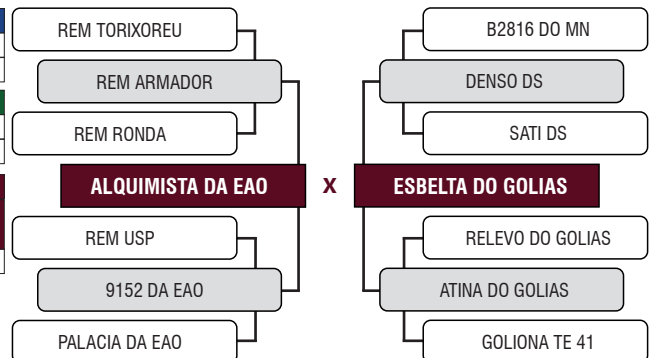 REM TORIXOREU
B2816 DO MN
REM ARMADOR
DENSO DS
REM RONDA
SATI DS
ALQUIMISTA DA EAO X ESBELTA DO GOLIAS
REM USP
RELEVO DO GOLIAS
9152 DA EAO
ATINA DO GOLIAS
PALACIA DA EAO
GOLIONA TE 41